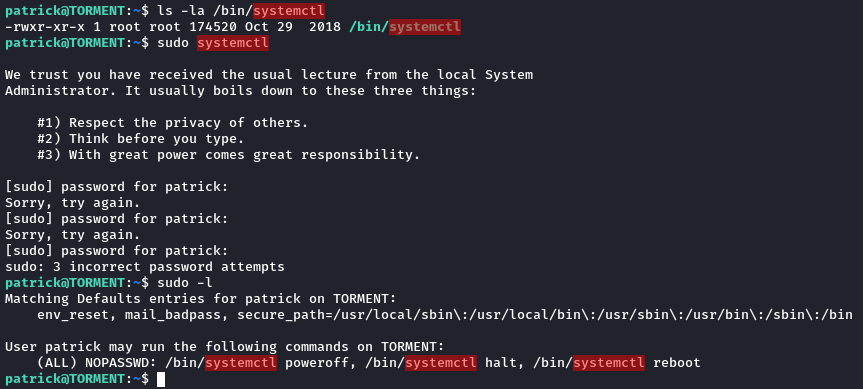 patrick@TORMENT:~$ ls -la /bin/systemctl
-rwxr-xr-x 1 root root 174520 Oct 29  2018 /bin/systemctl
patrick@TORMENT:~$ sudo systemctl
We trust you have received the usual lecture from the local System
Administrator. It usually boils down to these three things:
#1) Respect the privacy of others.
#2) Think before you type.
#3) With great power comes great responsibility.
[sudo] password for patrick:
Sorry, try again.
[sudo] password for patrick:
Sorry, try again.
[sudo] password for patrick:
sudo: 3 incorrect password attempts
patrick@TORMENT:~$ sudo -l
Matching Defaults entries for patrick on TORMENT:
env_reset, mail_badpass, secure_path=/usr/local/sbin\:/usr/local/bin\:/usr/sbin\:/usr/bin\:/sbin\:/bin
User patrick may run the following commands on TORMENT:
(ALL) NOPASSWD: /bin/systemctl poweroff, /bin/systemctl halt, /bin/systemctl reboot
patrick@TORMENT:~$